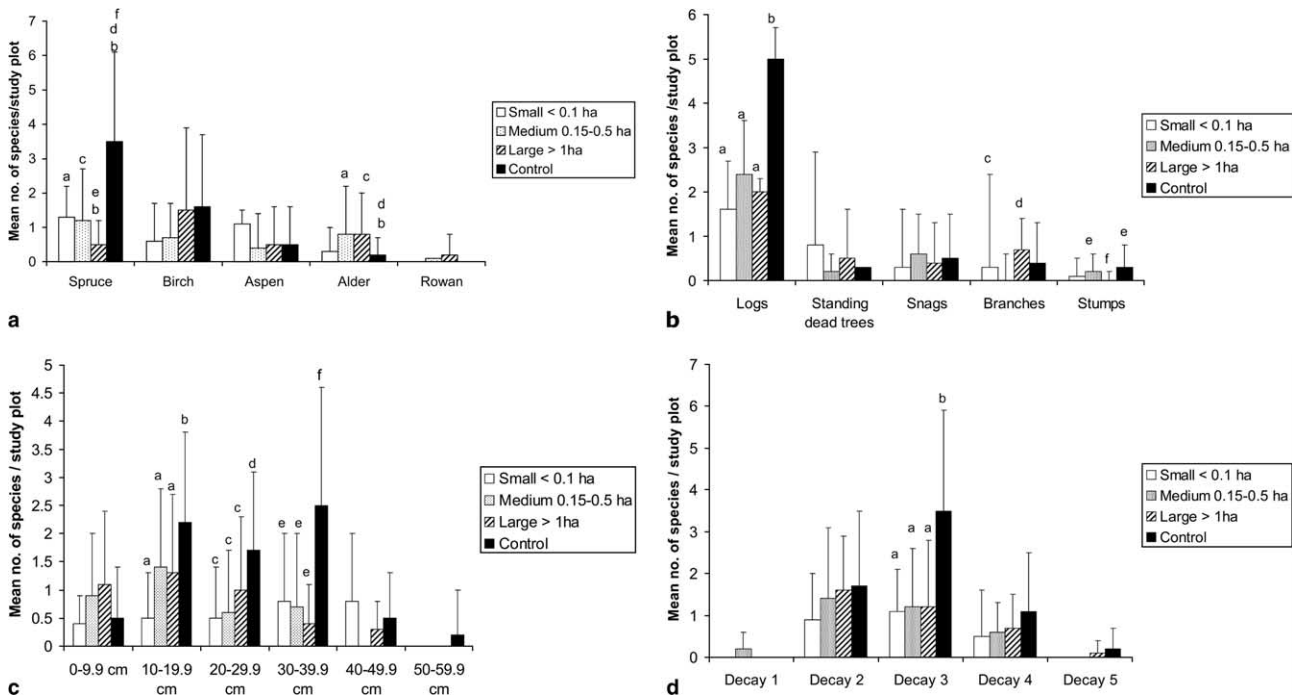 f
d
b
a
c
e
b
a
c
d
b
7
6
5
4
3
2
1
0
Mean no. of species/study plot
Spruce Birch Aspen Alder Rowan
Small < 0.1 ha
Medium 0.15-0.5 ha
Large > 1ha
Control
a
b
a
a
a
c
d
e
f
e
6
5
4
3
2
1
0
Mean no. of species /study plot
Logs Standing dead trees Snags Branches Stumps
Small < 0.1 ha
Medium 0.15-0.5 ha
Large > 1ha
Control
b
f
b
d
a
a
a
c
c
c
e
e
e
5
4.5
4
3.5
3
2.5
2
1.5
1
0.5
0
Mean no. of species / study plot
0-9.9 cm 10-19.9 cm 20-29.9 cm 30-39.9 cm 40-49.9 cm 50-59.9 cm
Small < 0.1 ha
Medium 0.15-0.5 ha
Large > 1ha
Control
c
b
a
a
a
7
6
5
4
3
2
1
0
Mean no. of species / study plot
Decay 1 Decay 2 Decay 3 Decay 4 Decay 5
Small < 0.1 ha
Medium 0.15-0.5 ha
Large > 1ha
Control
d